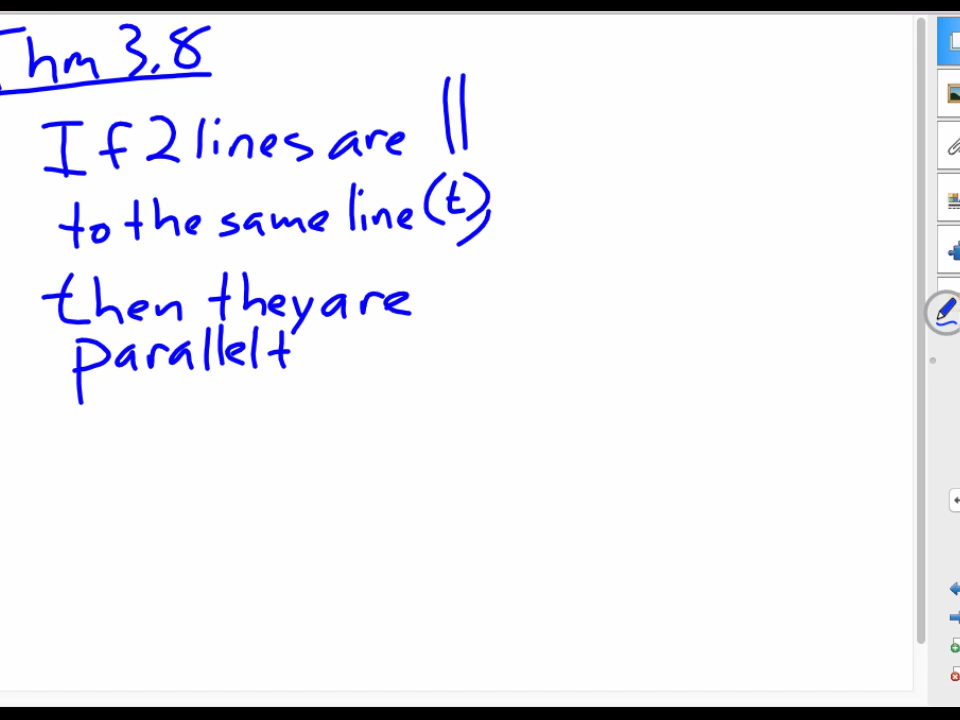 Thm 3.8
If 2 lines are ||
to the same line (t),
then they are
parallel t